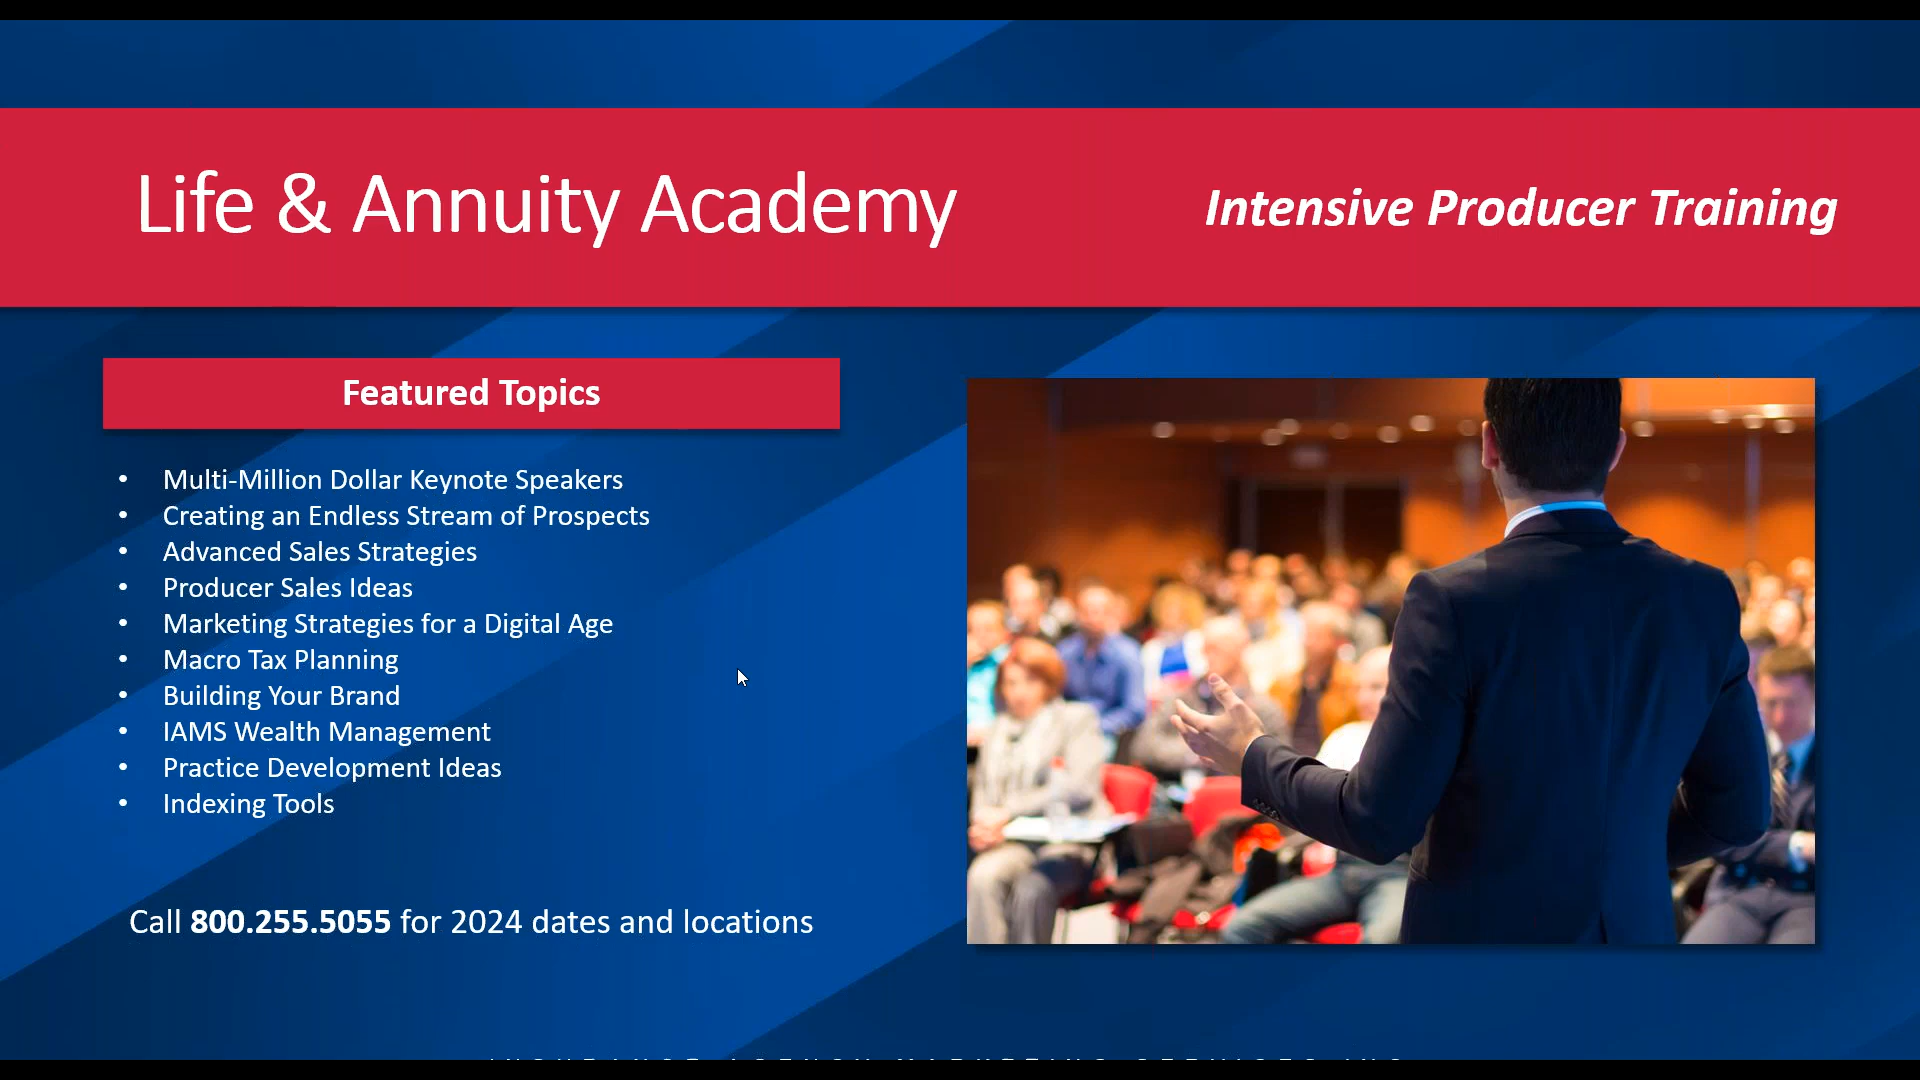 Life & Annuity Academy
Intensive Producer Training
Featured Topics
• Multi-Million Dollar Keynote Speakers
• Creating an Endless Stream of Prospects
• Advanced Sales Strategies
• Producer Sales Ideas
• Marketing Strategies for a Digital Age
• Macro Tax Planning
• Building Your Brand
• IAMS Wealth Management
• Practice Development Ideas
• Indexing Tools
Call 800.255.5055 for 2024 dates and locations